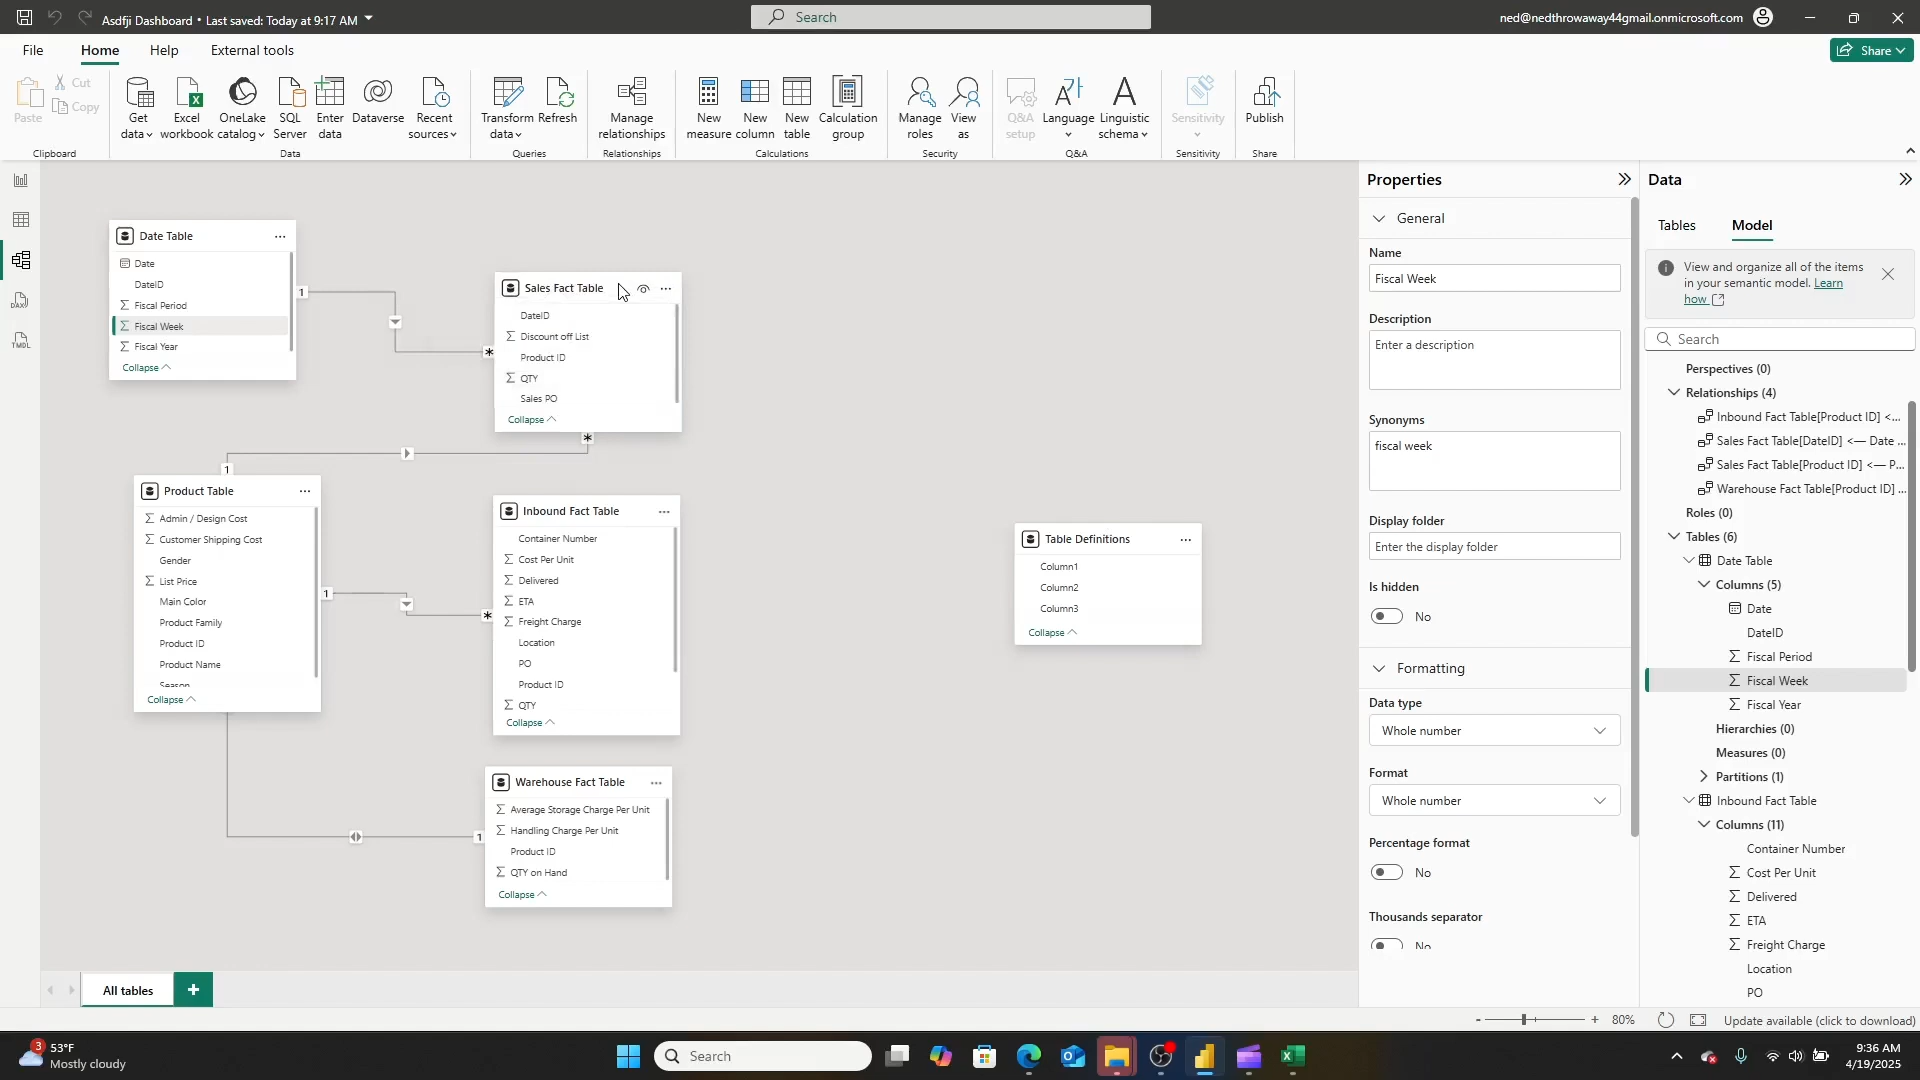 Asdfji Dashboard • Last saved: Today at 9:17 AM
Search
ned@nedthrowaway44gmail.onmicrosoft.com
File
Home
Help
External tools
Share
Paste
Cut
Copy
Clipboard
Get data
Excel workbook
OneLake catalog
SQL Server
Enter data
Dataverse
Recent sources
Data
Transform data
Refresh
Queries
Manage relationships
Relationships
New measure
New column
New table
Calculation group
Calculations
Manage roles
View as
Security
Q&A setup
Language
Linguistic schema
Q&A
Sensitivity
Sensitivity
Publish
Share
Date Table
Date
DateID
Fiscal Period
Fiscal Week
Fiscal Year
Collapse
1
*
Sales Fact Table
DateID
Discount off List
Product ID
QTY
Sales PO
Collapse
*
1
Product Table
Admin / Design Cost
Customer Shipping Cost
Gender
List Price
Main Color
Product Family
Product ID
Product Name
Season
Collapse
1
*
Inbound Fact Table
Container Number
Cost Per Unit
Delivered
ETA
Freight Charge
Location
PO
Product ID
QTY
Collapse
1
Warehouse Fact Table
Average Storage Charge Per Unit
Handling Charge Per Unit
Product ID
QTY on Hand
Collapse
Table Definitions
Column1
Column2
Column3
Collapse
All tables
+
Properties
General
Name
Fiscal Week
Description
Enter a description
Synonyms
fiscal week
Display folder
Enter the display folder
Is hidden
No
Formatting
Data type
Whole number
Format
Whole number
Percentage format
No
Thousands separator
No
Data
Tables
Model
View and organize all of the items
in your semantic model. Learn
how
Search
Perspectives (0)
Relationships (4)
Inbound Fact Table[Product ID] <...
Sales Fact Table[DateID] <— Date ...
Sales Fact Table[Product ID] <— P...
Warehouse Fact Table[Product ID] ...
Roles (0)
Tables (6)
Date Table
Columns (5)
Date
DateID
Fiscal Period
Fiscal Week
Fiscal Year
Hierarchies (0)
Measures (0)
Partitions (1)
Inbound Fact Table
Columns (11)
Container Number
Cost Per Unit
Delivered
ETA
Freight Charge
Location
PO
- + 80%
Update available (click to download)
3
53°F
Mostly cloudy
Search
9:36 AM
4/19/2025